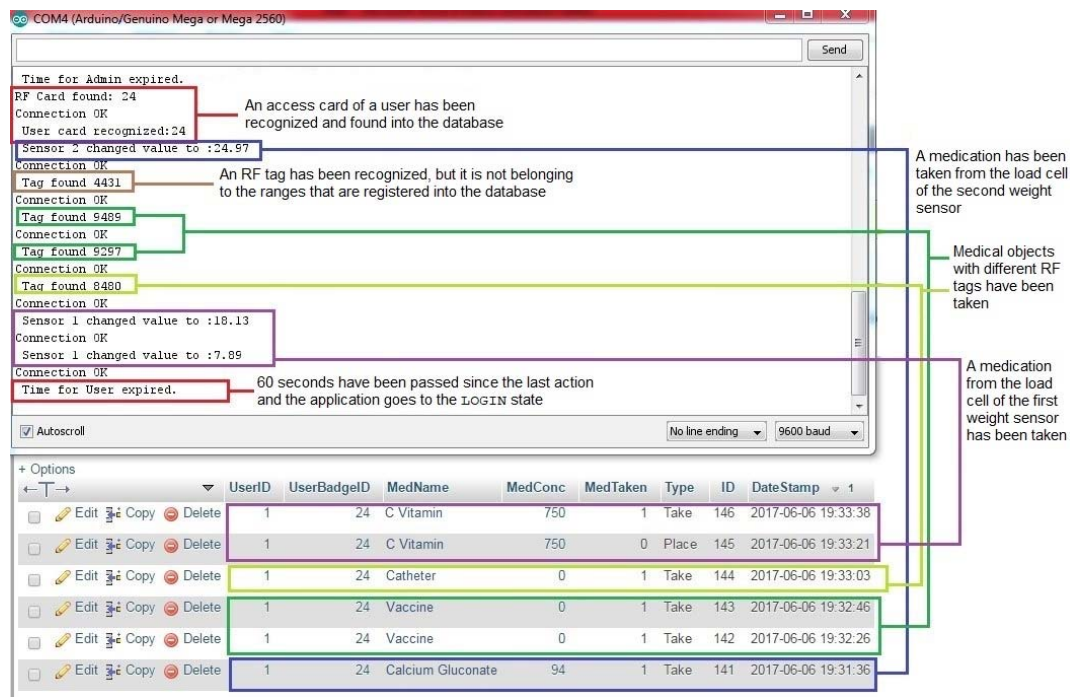 COM4 (Arduino/Genuino Mega or Mega 2560)
Send
Time for Admin expired.
RF Card found: 24
Connection OK
User card recognized:24
Sensor 2 changed value to :24.97
Connection OK
Tag found 4431
Connection OK
Tag found 9489
Connection OK
Tag found 9297
Connection OK
Tag found 8480
Connection OK
Sensor 1 changed value to :18.13
Connection OK
Sensor 1 changed value to :7.89
Connection OK
Time for User expired.
An access card of a user has been
recognized and found into the database
An RF tag has been recognized, but it is not belonging
to the ranges that are registered into the database
60 seconds have been passed since the last action
and the application goes to the LOGIN state
A medication has been
taken from the load cell
of the second weight
sensor
Medical objects
with different RF
tags have been
taken
A medication
from the load
cell of the first
weight sensor
has been taken
Autoscroll
No line ending
9600 baud
+ Options
←T→ UserID UserBadgeID MedName MedConc MedTaken Type ID DateStamp 1
Edit Copy Delete 1 24 C Vitamin 750 1 Take 146 2017-06-06 19:33:38
Edit Copy Delete 1 24 C Vitamin 750 0 Place 145 2017-06-06 19:33:21
Edit Copy Delete 1 24 Catheter 0 1 Take 144 2017-06-06 19:33:03
Edit Copy Delete 1 24 Vaccine 0 1 Take 143 2017-06-06 19:32:46
Edit Copy Delete 1 24 Vaccine 0 1 Take 142 2017-06-06 19:32:26
Edit Copy Delete 1 24 Calcium Gluconate 94 1 Take 141 2017-06-06 19:31:36